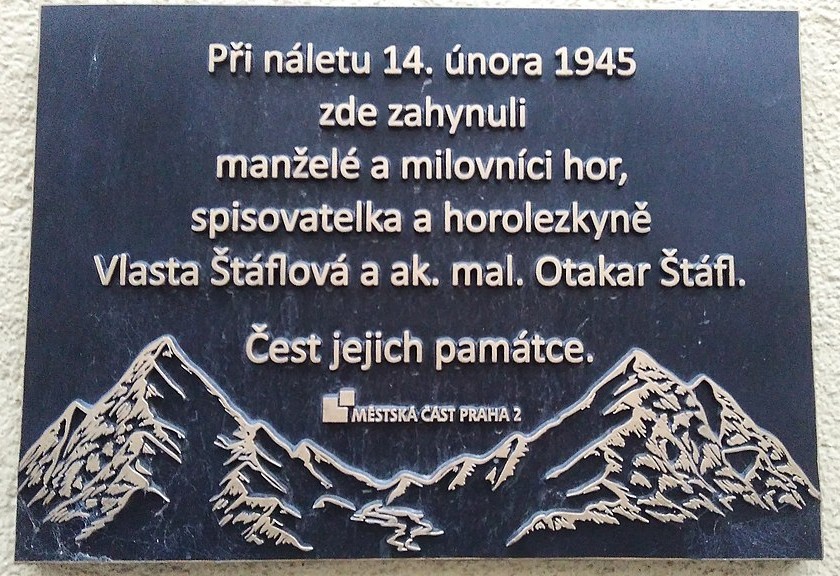 Při náletu 14. února 1945
zde zahynuli
manželé a milovníci hor,
spisovatelka a horolezkyně
Vlasta Štáflová a ak. mal. Otakar Štáfl.
Čest jejich památce.
MĚSTSKÁ ČÁST PRAHA 2